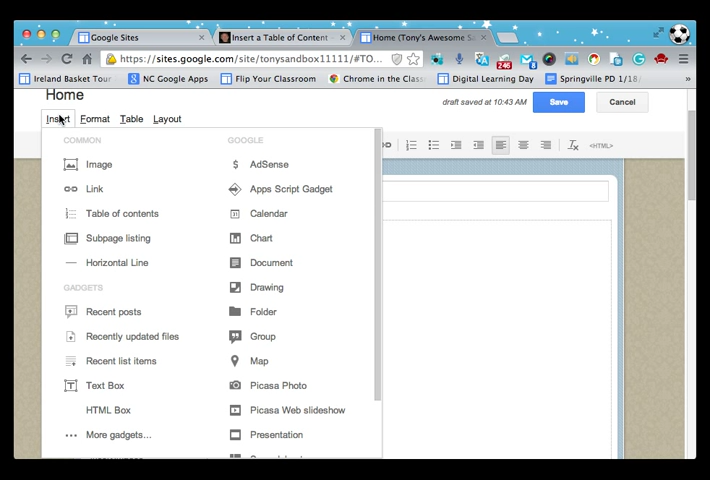 Google Sites
Insert a Table of Content
Home (Tony's Awesome Sa
https://sites.google.com/site/tonysandbox11111/#TO...
246
8
Ireland Basket Tour
NC Google Apps
Flip Your Classroom
Chrome in the Class
Digital Learning Day
Springville PD 1/18/
»
Home
draft saved at 10:43 AM
Save
Cancel
Insert Format Table Layout
<HTML>
COMMON
Image
Link
Table of contents
Subpage listing
Horizontal Line
GADGETS
Recent posts
Recently updated files
Recent list items
Text Box
HTML Box
More gadgets...
GOOGLE
$ AdSense
Apps Script Gadget
31 Calendar
Chart
Document
Drawing
Folder
Group
Map
Picasa Photo
Picasa Web slideshow
Presentation